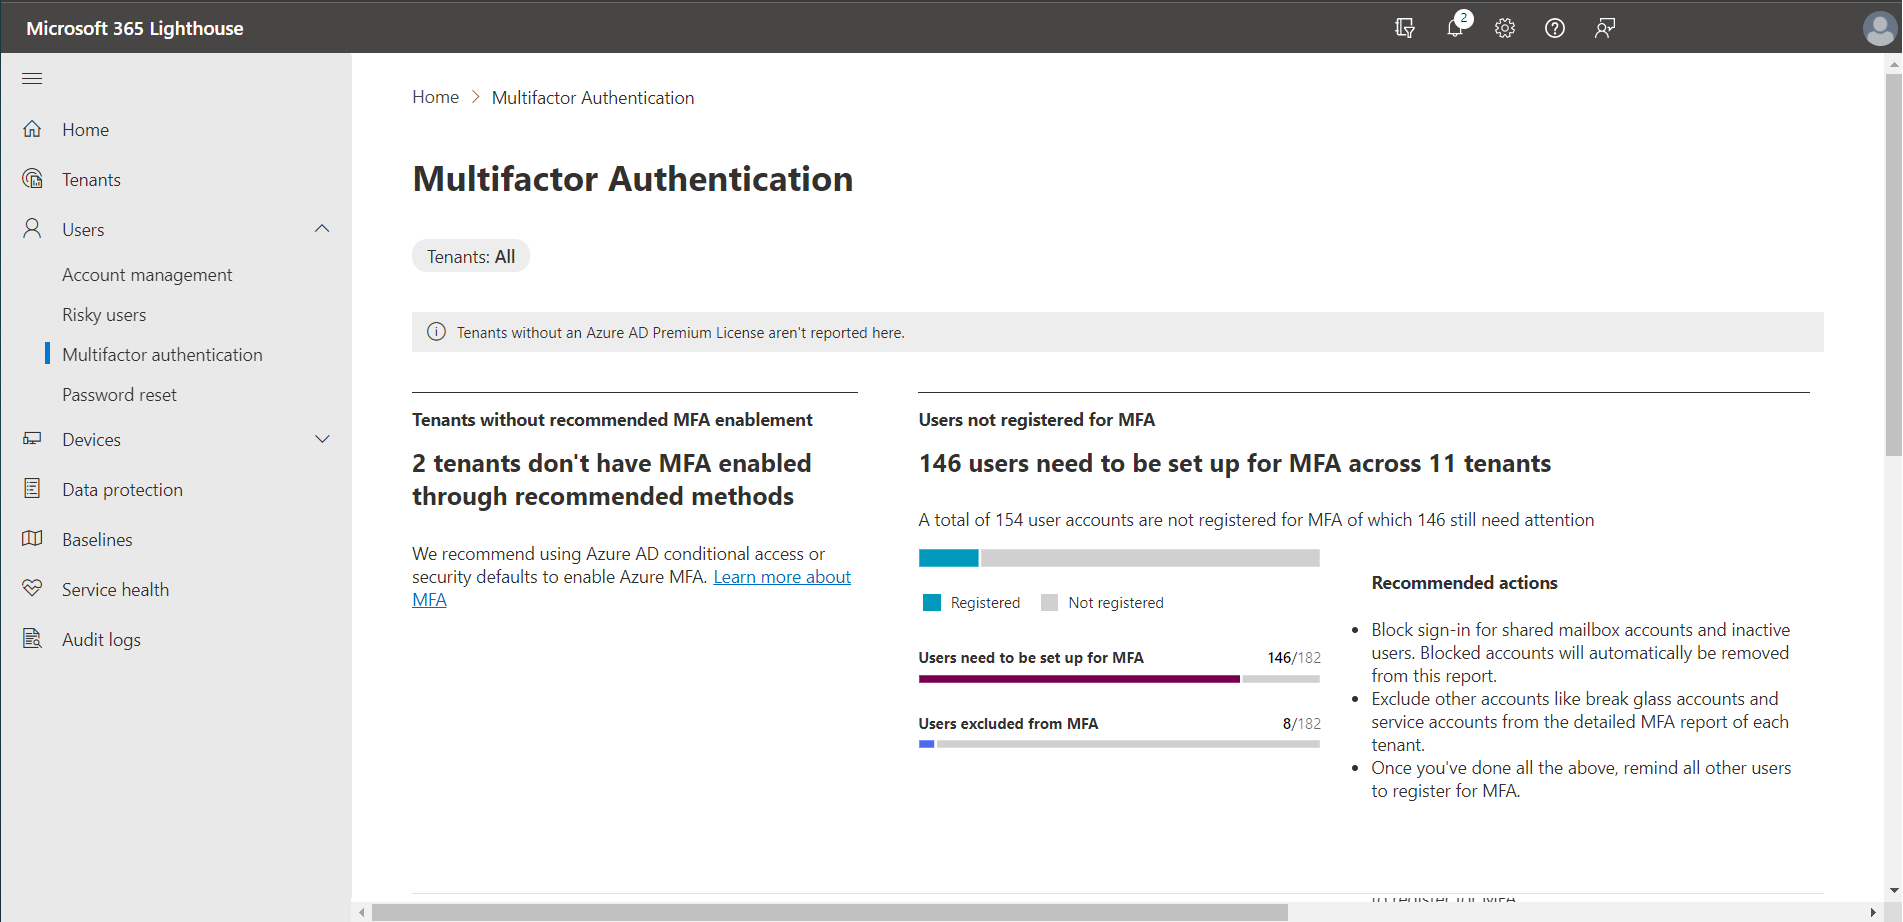 Microsoft 365 Lighthouse
2
Home
Tenants
Users
Account management
Risky users
Multifactor authentication
Password reset
Devices
Data protection
Baselines
Service health
Audit logs
Home > Multifactor Authentication
Multifactor Authentication
Tenants: All
Tenants without an Azure AD Premium License aren't reported here.
Tenants without recommended MFA enablement
2 tenants don't have MFA enabled
through recommended methods
We recommend using Azure AD conditional access or
security defaults to enable Azure MFA. Learn more about
MFA
Users not registered for MFA
146 users need to be set up for MFA across 11 tenants
A total of 154 user accounts are not registered for MFA of which 146 still need attention
Registered
Not registered
Users need to be set up for MFA 146/182
Users excluded from MFA 8/182
Recommended actions
• Block sign-in for shared mailbox accounts and inactive
users. Blocked accounts will automatically be removed
from this report.
• Exclude other accounts like break glass accounts and
service accounts from the detailed MFA report of each
tenant.
• Once you've done all the above, remind all other users
to register for MFA.
to register for MFA